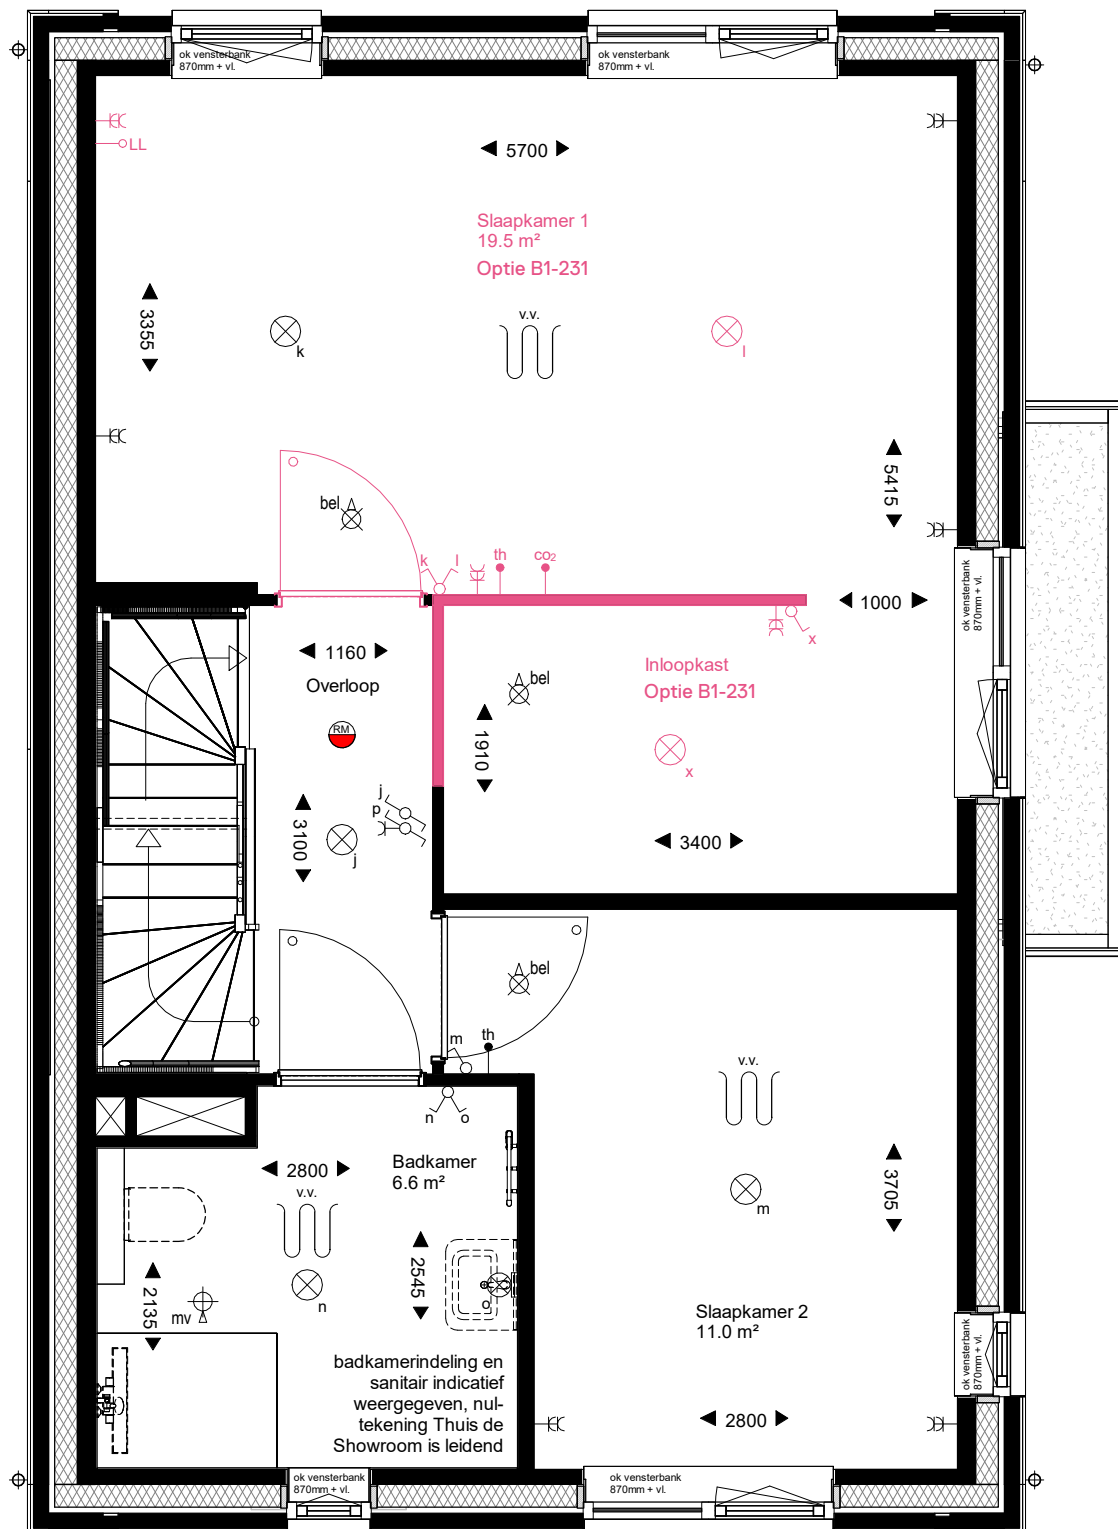 ok vensterbank
870mm + vl.
ok vensterbank
870mm + vl.
LL
5700
Slaapkamer 1
19.5 m²
Optie B1-231
3355
k
v.v.
l
5415
bel
k
l
th
co₂
1000
ok vensterbank
870mm + vl.
x
1160
Overloop
RM
bel
Inloopkast
Optie B1-231
1910
x
j
p
3100
j
3400
bel
m
th
n
o
v.v.
2800
Badkamer
6.6 m²
v.v.
3705
m
2545
n
o
2135
mv
Slaapkamer 2
11.0 m²
ok vensterbank
870mm + vl.
badkamerindeling en
sanitair indicatief
weergegeven, nul-
tekening Thuis de
Showroom is leidend
2800
ok vensterbank
870mm + vl.
ok vensterbank
870mm + vl.